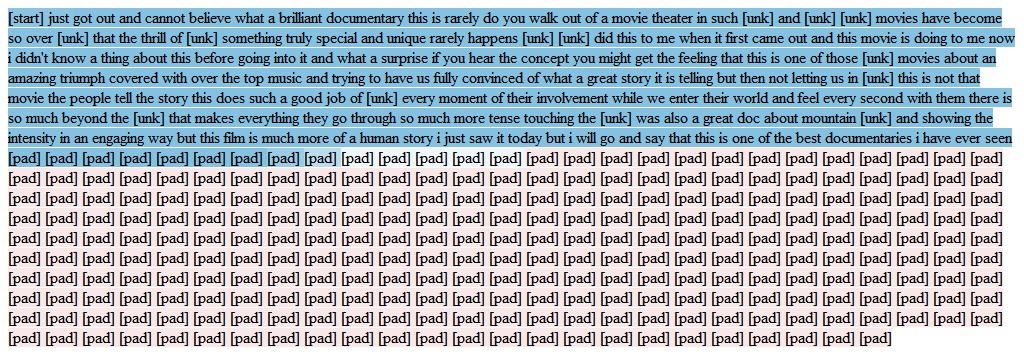 [start] just got out and cannot believe what a brilliant documentary this is rarely do you walk out of a movie theater in such [unk] and [unk] [unk] movies have become
so over [unk] that the thrill of [unk] something truly special and unique rarely happens [unk] [unk] did this to me when it first came out and this movie is doing to me now
i didn't know a thing about this before going into it and what a surprise if you hear the concept you might get the feeling that this is one of those [unk] movies about an
amazing triumph covered with over the top music and trying to have us fully convinced of what a great story it is telling but then not letting us in [unk] this is not that
movie the people tell the story this does such a good job of [unk] every moment of their involvement while we enter their world and feel every second with them there is
so much beyond the [unk] that makes everything they go through so much more tense touching the [unk] was also a great doc about mountain [unk] and showing the
intensity in an engaging way but this film is much more of a human story i just saw it today but i will go and say that this is one of the best documentaries i have ever seen
[pad] [pad] [pad] [pad] [pad] [pad] [pad] [pad] [pad] [pad] [pad] [pad] [pad] [pad] [pad] [pad] [pad] [pad] [pad] [pad] [pad] [pad] [pad] [pad] [pad] [pad] [pad]
[pad] [pad] [pad] [pad] [pad] [pad] [pad] [pad] [pad] [pad] [pad] [pad] [pad] [pad] [pad] [pad] [pad] [pad] [pad] [pad] [pad] [pad] [pad] [pad] [pad] [pad] [pad]
[pad] [pad] [pad] [pad] [pad] [pad] [pad] [pad] [pad] [pad] [pad] [pad] [pad] [pad] [pad] [pad] [pad] [pad] [pad] [pad] [pad] [pad] [pad] [pad] [pad] [pad] [pad]
[pad] [pad] [pad] [pad] [pad] [pad] [pad] [pad] [pad] [pad] [pad] [pad] [pad] [pad] [pad] [pad] [pad] [pad] [pad] [pad] [pad] [pad] [pad] [pad] [pad] [pad] [pad]
[pad] [pad] [pad] [pad] [pad] [pad] [pad] [pad] [pad] [pad] [pad] [pad] [pad] [pad] [pad] [pad] [pad] [pad] [pad] [pad] [pad] [pad] [pad] [pad] [pad] [pad] [pad]
[pad] [pad] [pad] [pad] [pad] [pad] [pad] [pad] [pad] [pad] [pad] [pad] [pad] [pad] [pad] [pad] [pad] [pad] [pad] [pad] [pad] [pad] [pad] [pad] [pad] [pad] [pad]
[pad] [pad] [pad] [pad] [pad] [pad] [pad] [pad] [pad] [pad] [pad] [pad] [pad] [pad] [pad] [pad] [pad] [pad] [pad] [pad] [pad] [pad] [pad] [pad] [pad] [pad] [pad]
[pad] [pad] [pad] [pad] [pad] [pad] [pad] [pad] [pad] [pad] [pad] [pad] [pad] [pad] [pad] [pad] [pad] [pad] [pad] [pad] [pad] [pad] [pad] [pad] [pad] [pad] [pad]
[pad] [pad] [pad] [pad] [pad] [pad] [pad] [pad] [pad] [pad] [pad] [pad] [pad] [pad] [pad] [pad] [pad] [pad] [pad] [pad] [pad] [pad] [pad] [pad] [pad] [pad] [pad]
[pad] [pad] [pad] [pad] [pad] [pad] [pad] [pad] [pad] [pad] [pad] [pad] [pad] [pad] [pad] [pad] [pad] [pad] [pad] [pad] [pad] [pad] [pad] [pad]